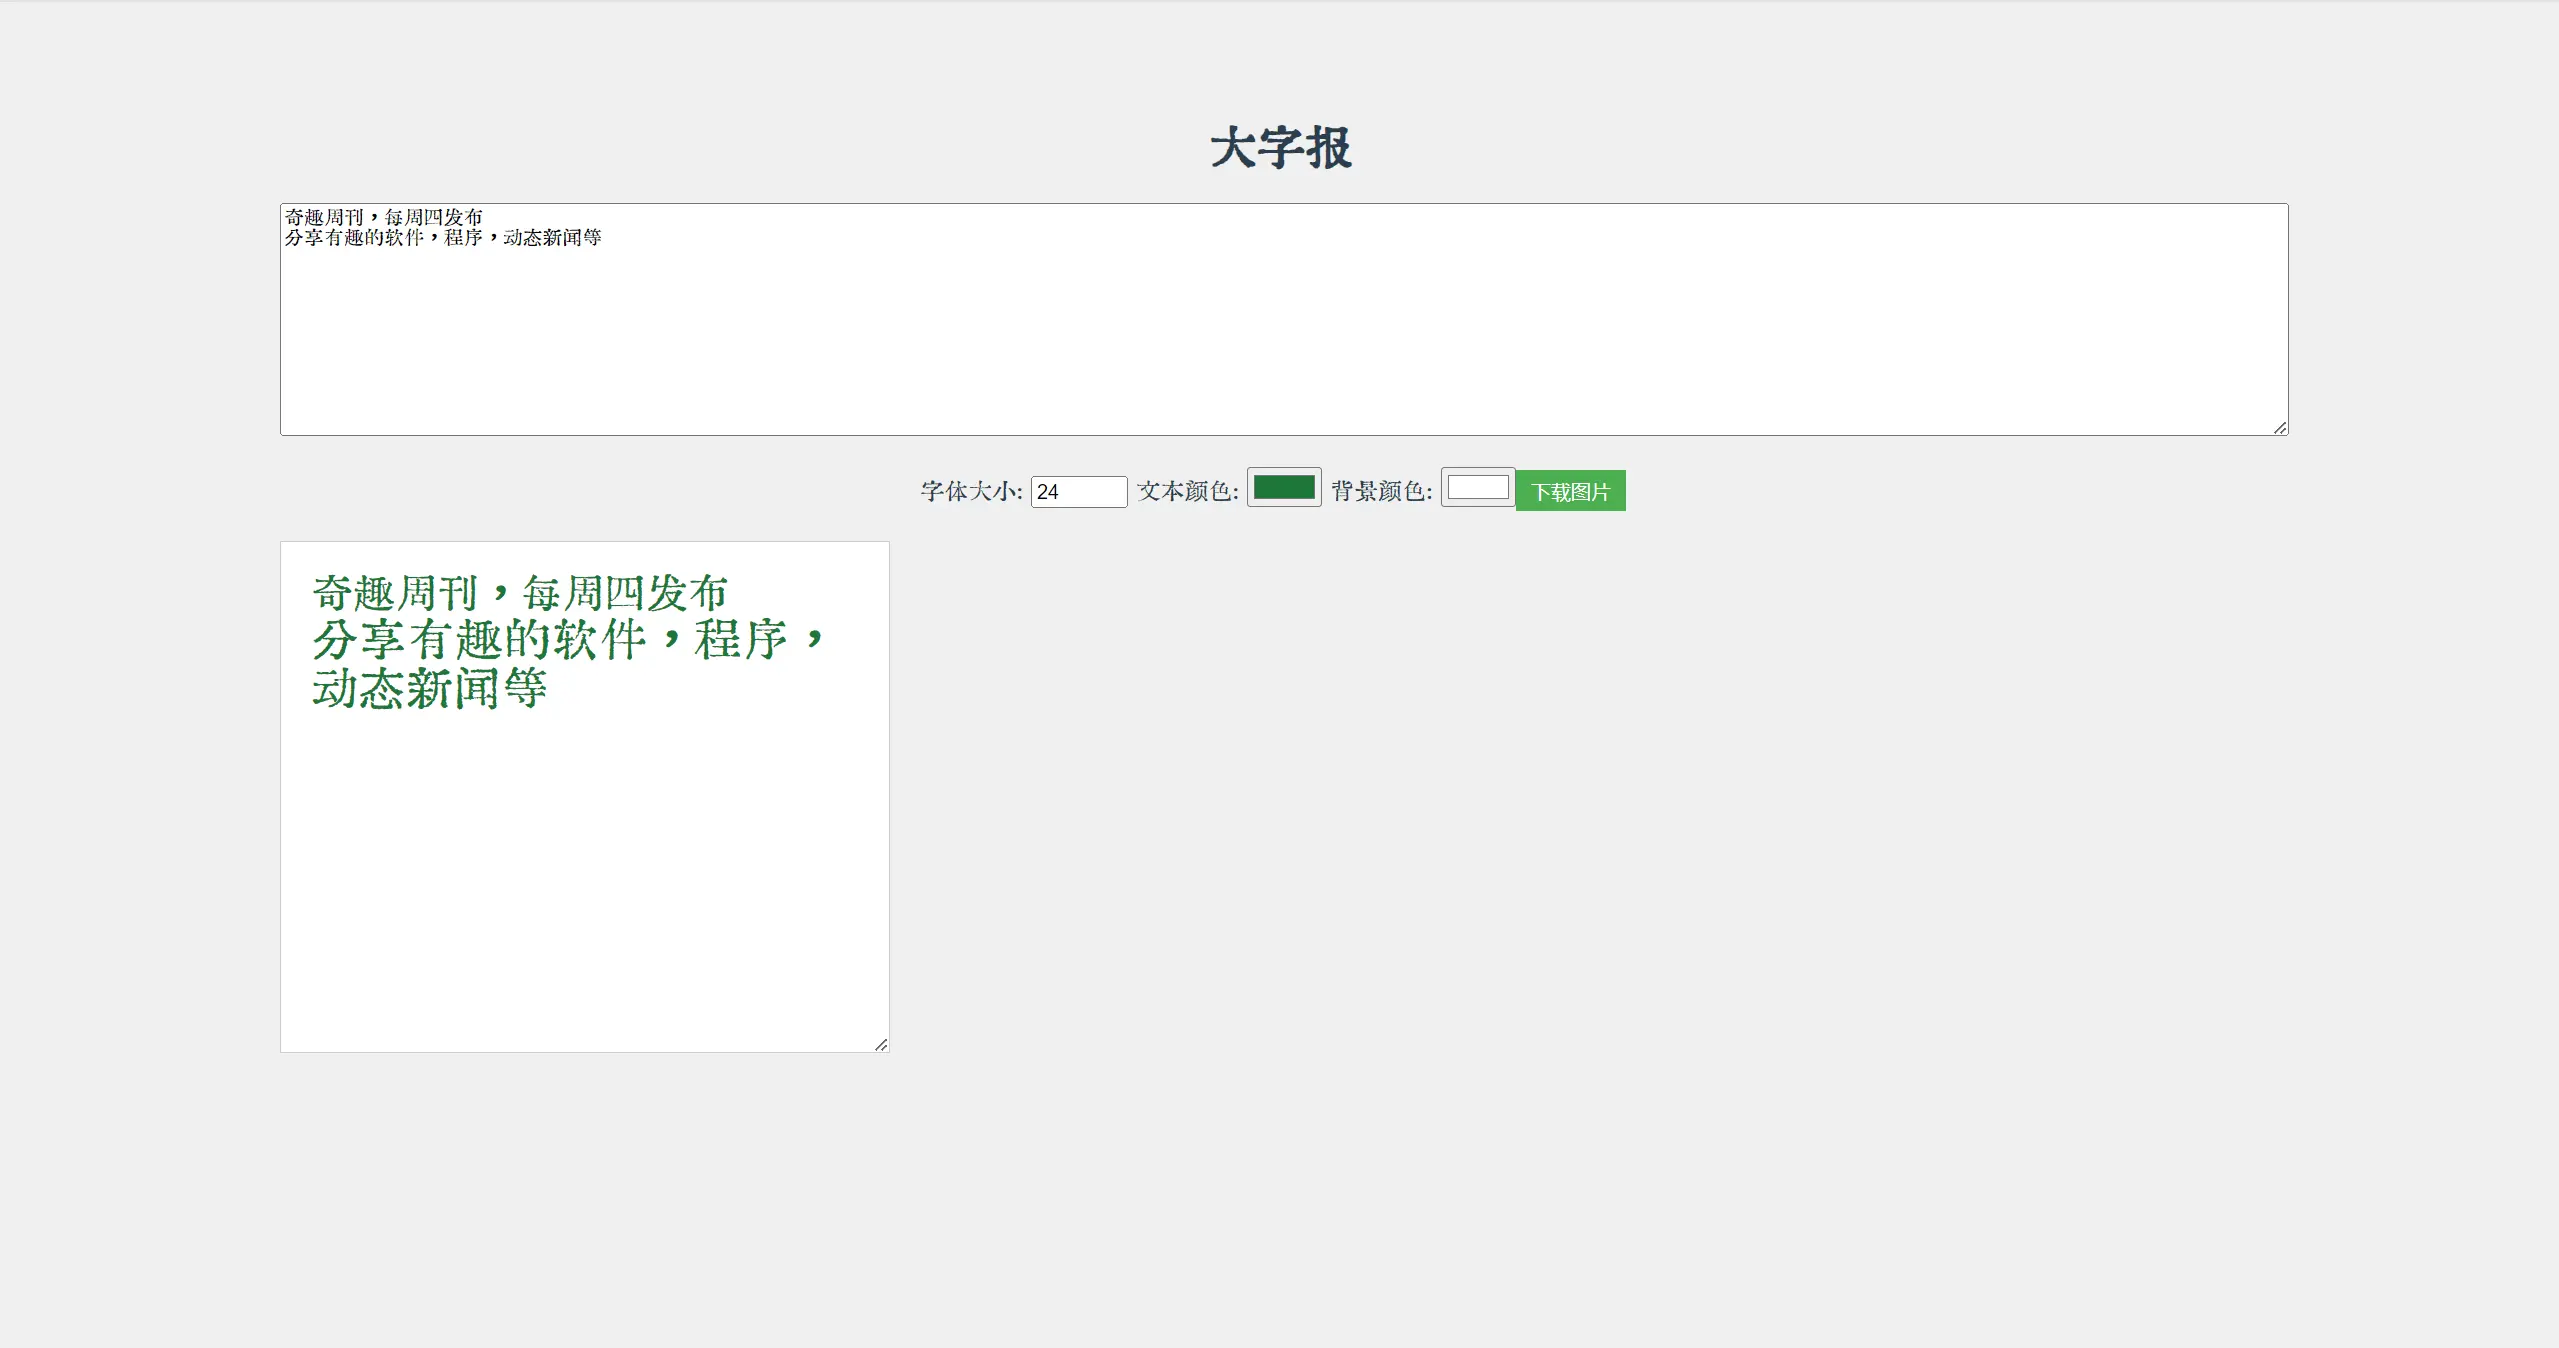 大字报
奇趣周刊，每周四发布
分享有趣的软件，程序，动态新闻等
字体大小: 24 文本颜色: 背景颜色: 下载图片
奇趣周刊，每周四发布
分享有趣的软件，程序，
动态新闻等